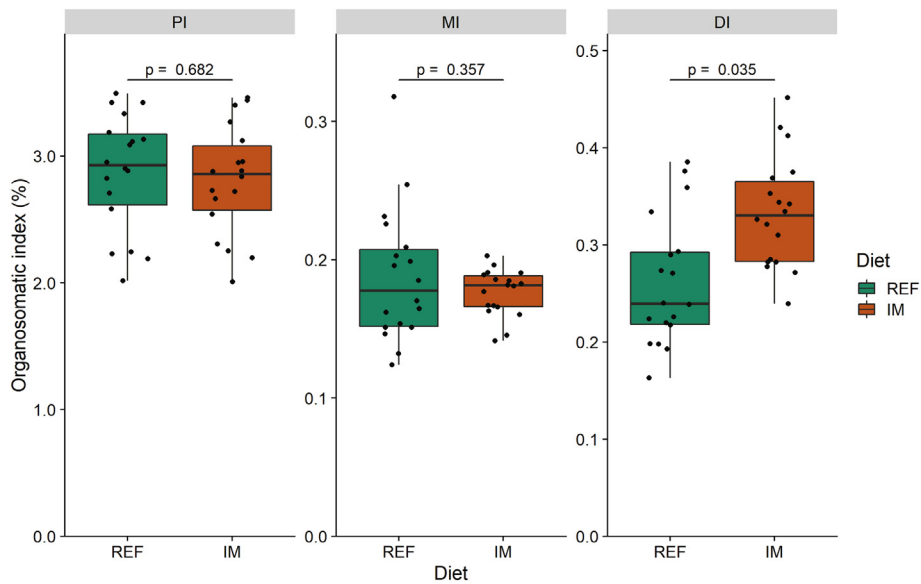 PI
MI
DI
Organosomatic index (%)
p = 0.682
p = 0.357
p = 0.035
3.0
2.0
1.0
0.0
0.3
0.2
0.1
0.0
0.5
0.4
0.3
0.2
0.1
0.0
REF
IM
REF
IM
REF
IM
Diet
Diet
REF
IM